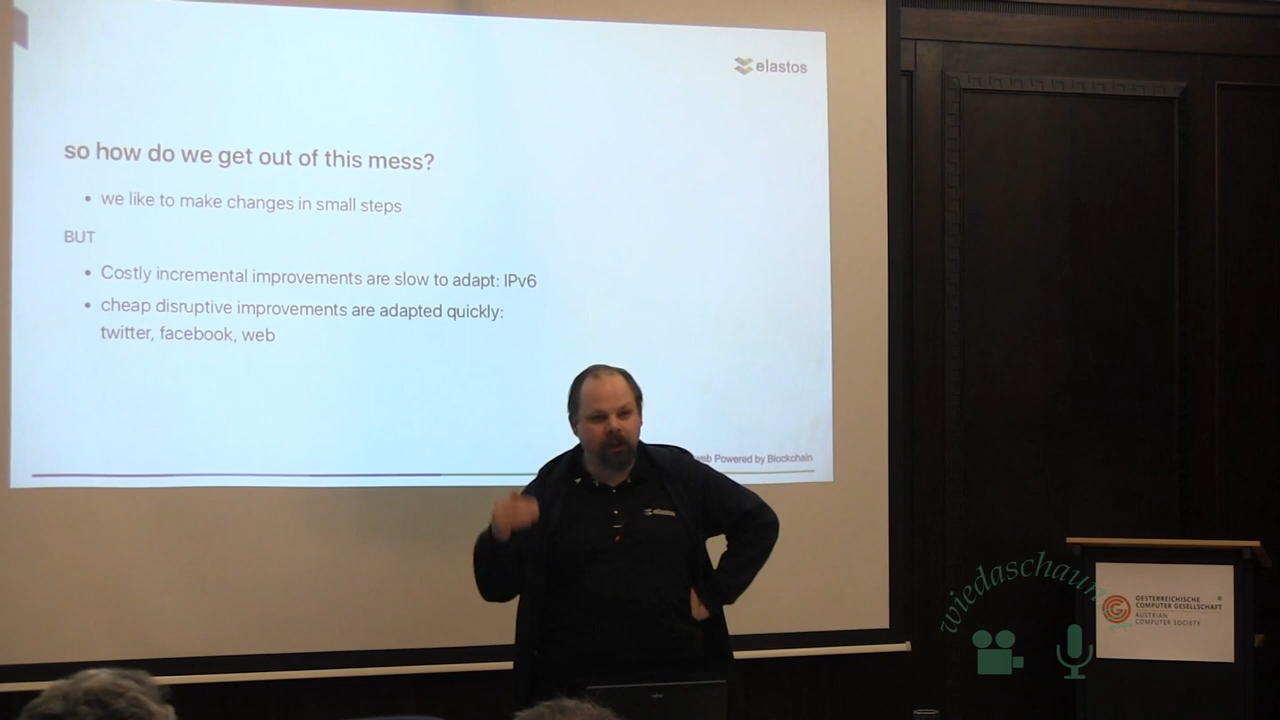 elastos
so how do we get out of this mess?
• we like to make changes in small steps
BUT
• Costly incremental improvements are slow to adapt: IPv6
• cheap disruptive improvements are adapted quickly:
twitter, facebook, web
Powered by Blockchain
elastos
wiedaschaun
OESTERREICHISCHE
COMPUTER GESELLSCHAFT
AUSTRIAN
COMPUTER SOCIETY